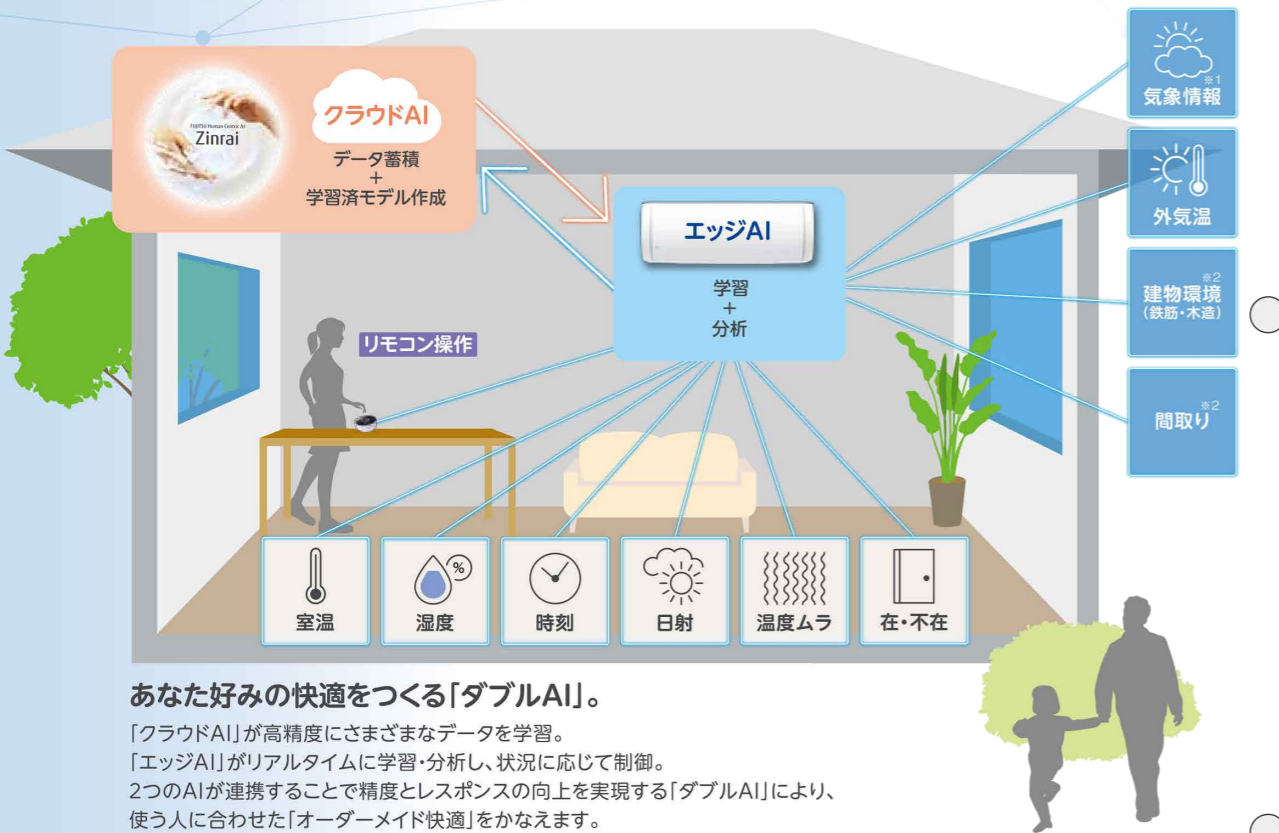 FUJITSU Human Centric AI
Zinrai
クラウドAI
データ蓄積
+
学習済モデル作成
エッジAI
学習
+
分析
リモコン操作
※1
気象情報
外気温
※2
建物環境
(鉄筋・木造)
※2
間取り
%
室温
湿度
時刻
日射
温度ムラ
在・不在
あなた好みの快適をつくる「ダブルAI」。
「クラウドAI」が高精度にさまざまなデータを学習。
「エッジAI」がリアルタイムに学習・分析し、状況に応じて制御。
2つのAIが連携することで精度とレスポンスの向上を実現する「ダブルAI」により、
使う人に合わせた「オーダーメイド快適」をかなえます。